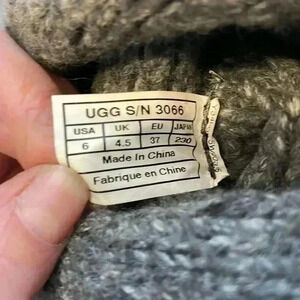 UGG S/N 3066
USA UK EU JAPAN
6 4.5 37 230
Made In China
Fabrique en Chine